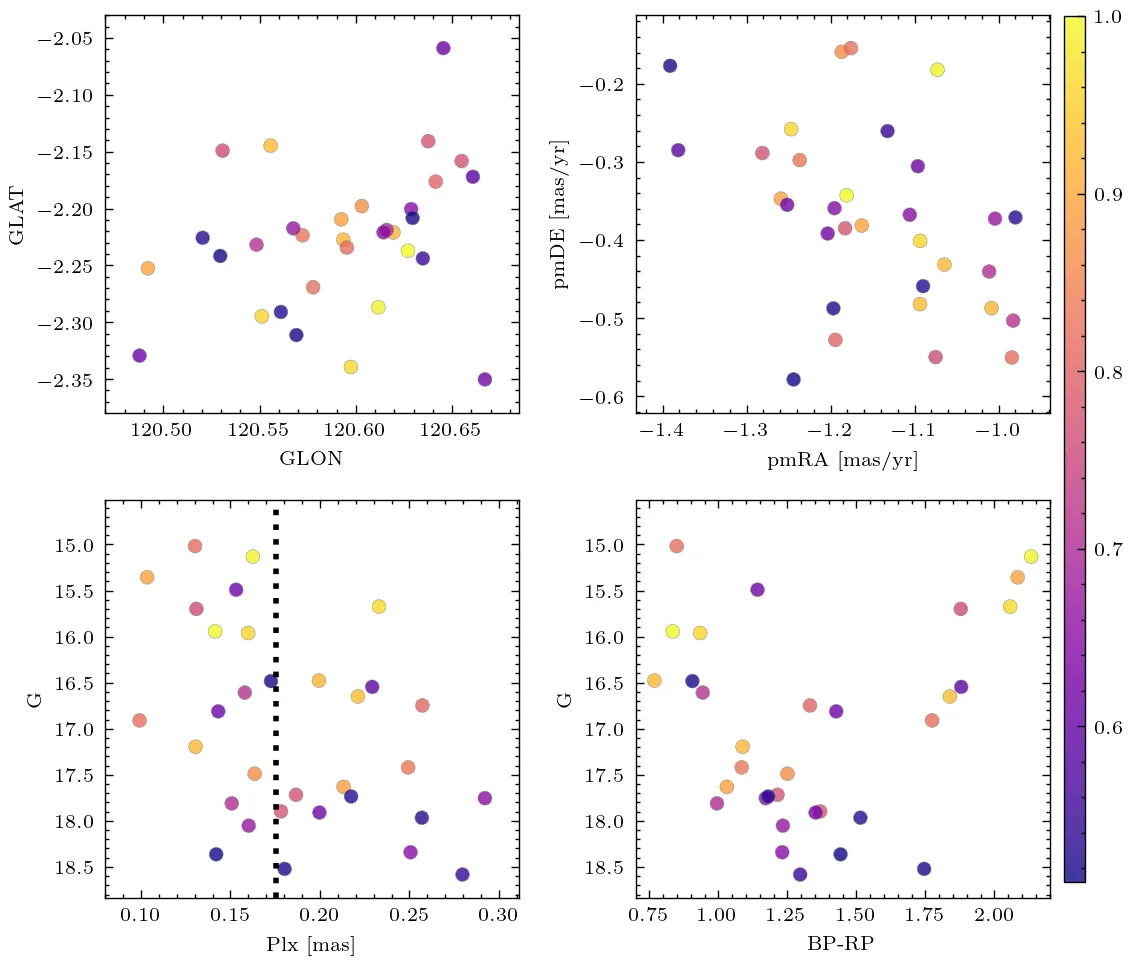 −2.05
−2.10
−2.15
−2.20
−2.25
−2.30
−2.35
GLAT
120.50 120.55 120.60 120.65
GLON
−0.2
−0.3
−0.4
−0.5
−0.6
pmDE [mas/yr]
−1.4 −1.3 −1.2 −1.1 −1.0
pmRA [mas/yr]
15.0
15.5
16.0
16.5
17.0
17.5
18.0
18.5
G
0.10 0.15 0.20 0.25 0.30
Plx [mas]
15.0
15.5
16.0
16.5
17.0
17.5
18.0
18.5
G
0.75 1.00 1.25 1.50 1.75 2.00
BP-RP
1.0
0.9
0.8
0.7
0.6